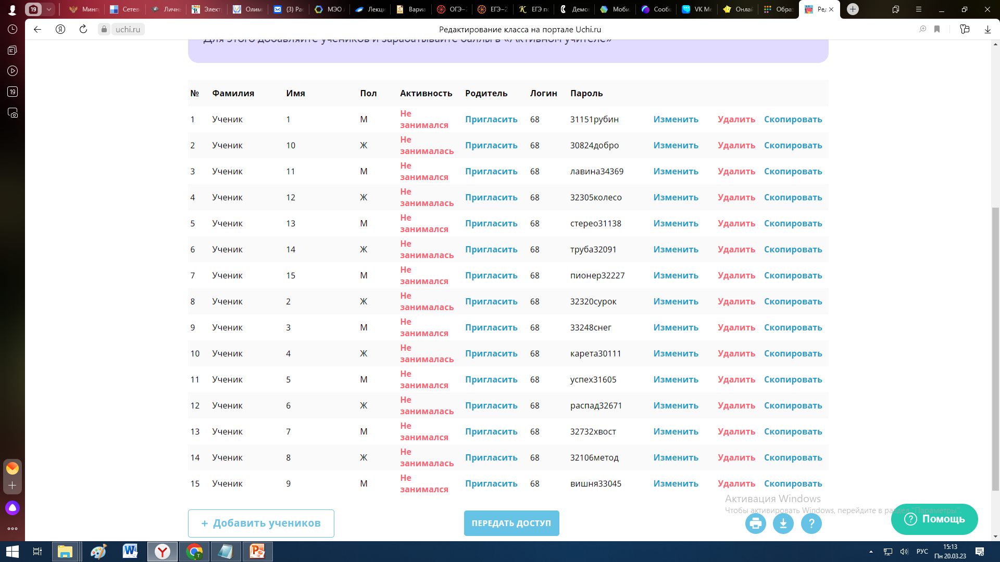 19 Минп Сетев Личны Элект Олимп (3) Рас МЭО Лекци Вариа ОГЭ–2 ЕГЭ–2 ЕГЭ по Демо Моби Сообщ VK Me Онлай Образ Ред
uchi.ru Редактирование класса на портале Uchi.ru
19
Для этого добавляйте учеников и зарабатывайте баллы в «Активном учителе»
№ Фамилия Имя Пол Активность Родитель Логин Пароль
1 Ученик 1 М Не занимался Пригласить 68 31151рубин Изменить Удалить Скопировать
2 Ученик 10 Ж Не занималась Пригласить 68 30824добро Изменить Удалить Скопировать
3 Ученик 11 М Не занимался Пригласить 68 лавина34369 Изменить Удалить Скопировать
4 Ученик 12 Ж Не занималась Пригласить 68 32305колесо Изменить Удалить Скопировать
5 Ученик 13 М Не занимался Пригласить 68 стерео31138 Изменить Удалить Скопировать
6 Ученик 14 Ж Не занималась Пригласить 68 труба32091 Изменить Удалить Скопировать
7 Ученик 15 М Не занимался Пригласить 68 пионер32227 Изменить Удалить Скопировать
8 Ученик 2 Ж Не занималась Пригласить 68 32320сурок Изменить Удалить Скопировать
9 Ученик 3 М Не занимался Пригласить 68 33248снег Изменить Удалить Скопировать
10 Ученик 4 Ж Не занималась Пригласить 68 карета30111 Изменить Удалить Скопировать
11 Ученик 5 М Не занимался Пригласить 68 успех31605 Изменить Удалить Скопировать
12 Ученик 6 Ж Не занималась Пригласить 68 распад32671 Изменить Удалить Скопировать
13 Ученик 7 М Не занимался Пригласить 68 32732хвост Изменить Удалить Скопировать
14 Ученик 8 Ж Не занималась Пригласить 68 32106метод Изменить Удалить Скопировать
15 Ученик 9 М Не занимался Пригласить 68 вишня33045 Изменить Удалить Скопировать
Активация Windows
Чтобы активировать Windows, перейдите в раздел "Параметры".
+ Добавить учеников ПЕРЕДАТЬ ДОСТУП ? ? Помощь
РУС 15:13
Пн 20.03.23